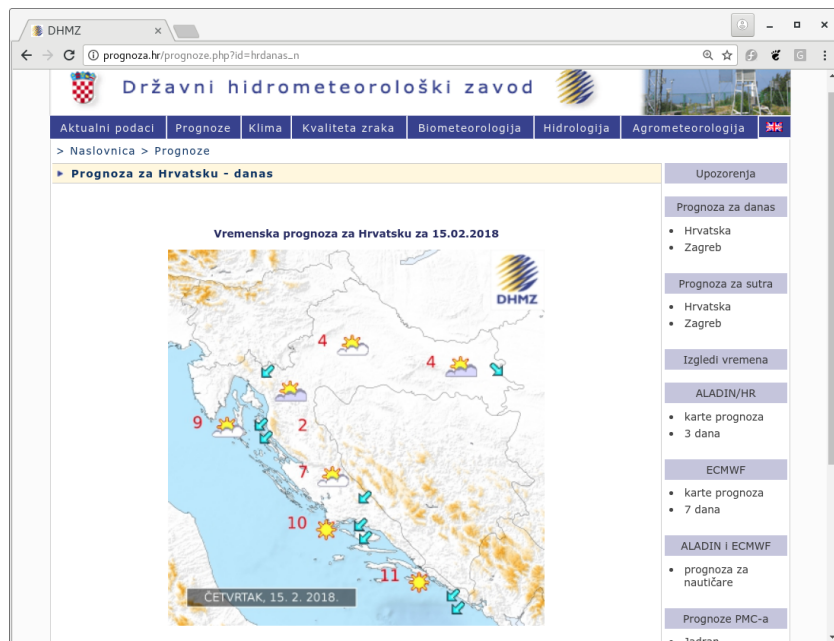 DHMZ
prognoza.hr/prognoze.php?id=hrdanas_n
Državni hidrometeorološki zavod
Aktualni podaci Prognoze Klima Kvaliteta zraka Biometeorologija Hidrologija Agrometeorologija
> Naslovnica > Prognoze
Prognoza za Hrvatsku - danas
Vremenska prognoza za Hrvatsku za 15.02.2018
DHMZ
4
4
9
2
7
10
11
ČETVRTAK, 15. 2. 2018.
Upozorenja
Prognoza za danas
Hrvatska
Zagreb
Prognoza za sutra
Hrvatska
Zagreb
Izgledi vremena
ALADIN/HR
karte prognoza
3 dana
ECMWF
karte prognoza
7 dana
ALADIN i ECMWF
prognoza za
nautičare
Prognoze PMC-a
Jadran